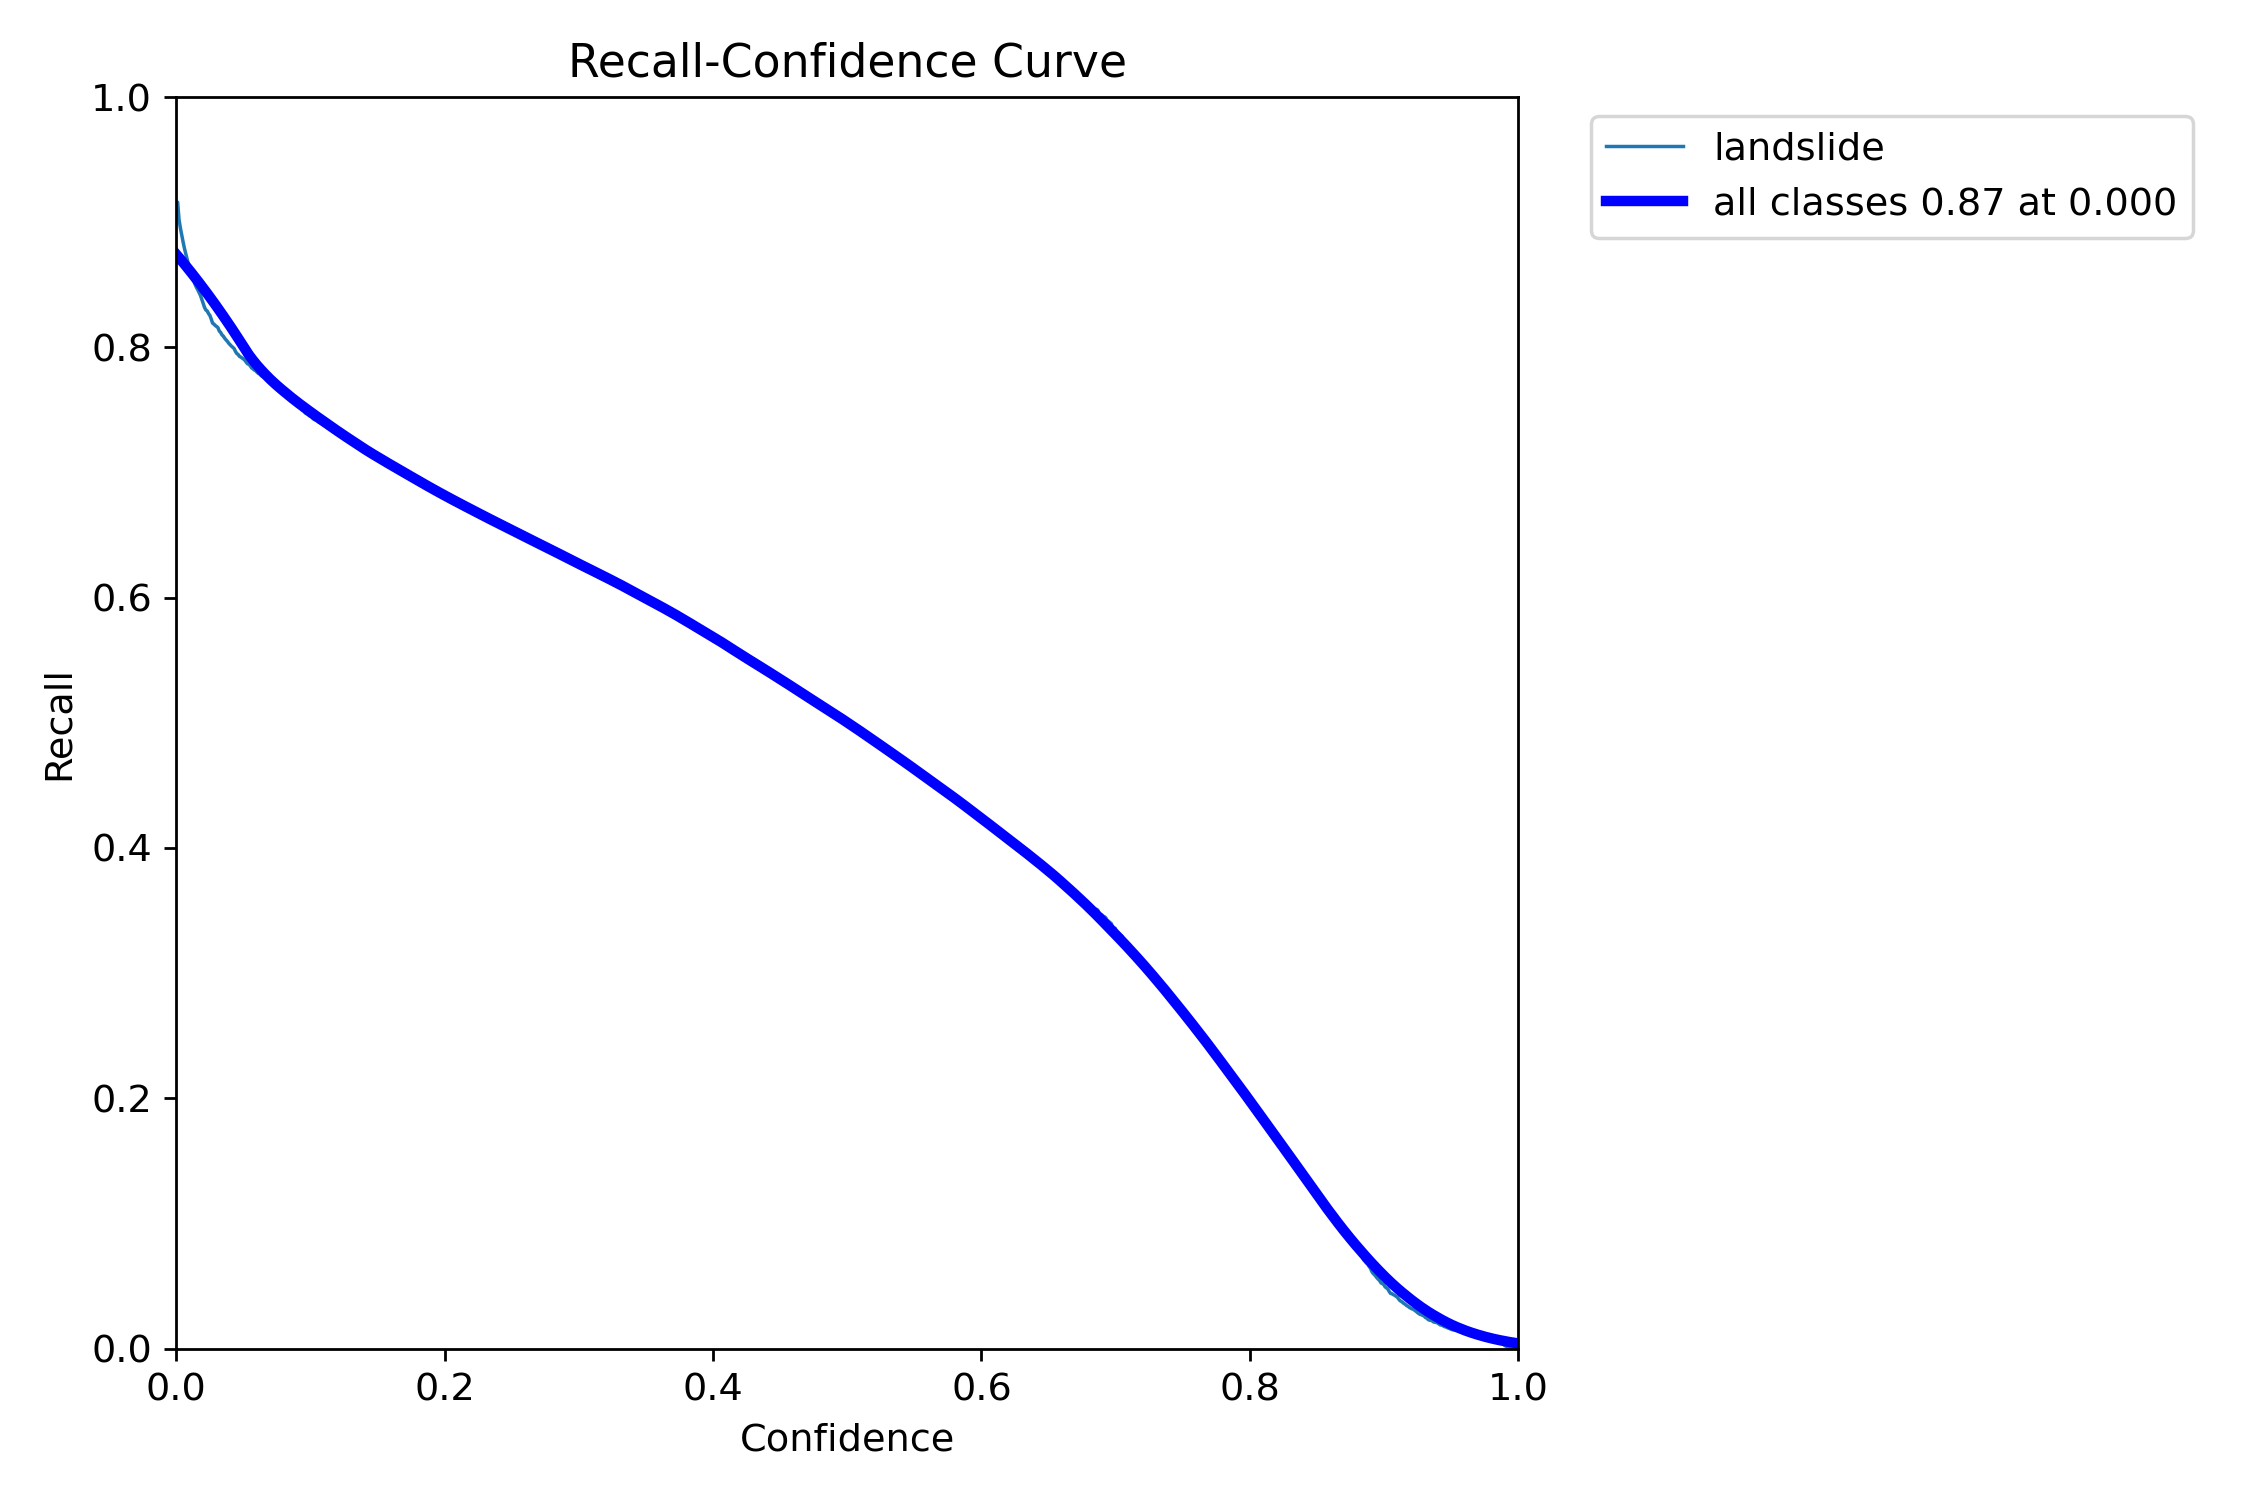 Recall-Confidence Curve
1.0
0.8
0.6
0.4
0.2
0.0
Recall
0.0 0.2 0.4 0.6 0.8 1.0
Confidence
landslide
all classes 0.87 at 0.000